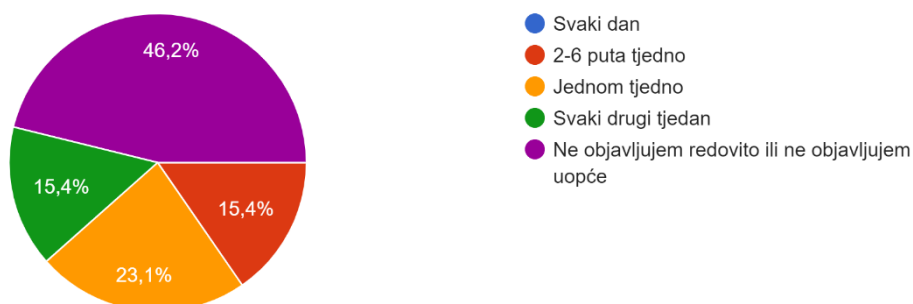 46,2%
15,4%
15,4%
23,1%
Svaki dan
2-6 puta tjedno
Jednom tjedno
Svaki drugi tjedan
Ne objavljujem redovito ili ne objavljujem
uopće